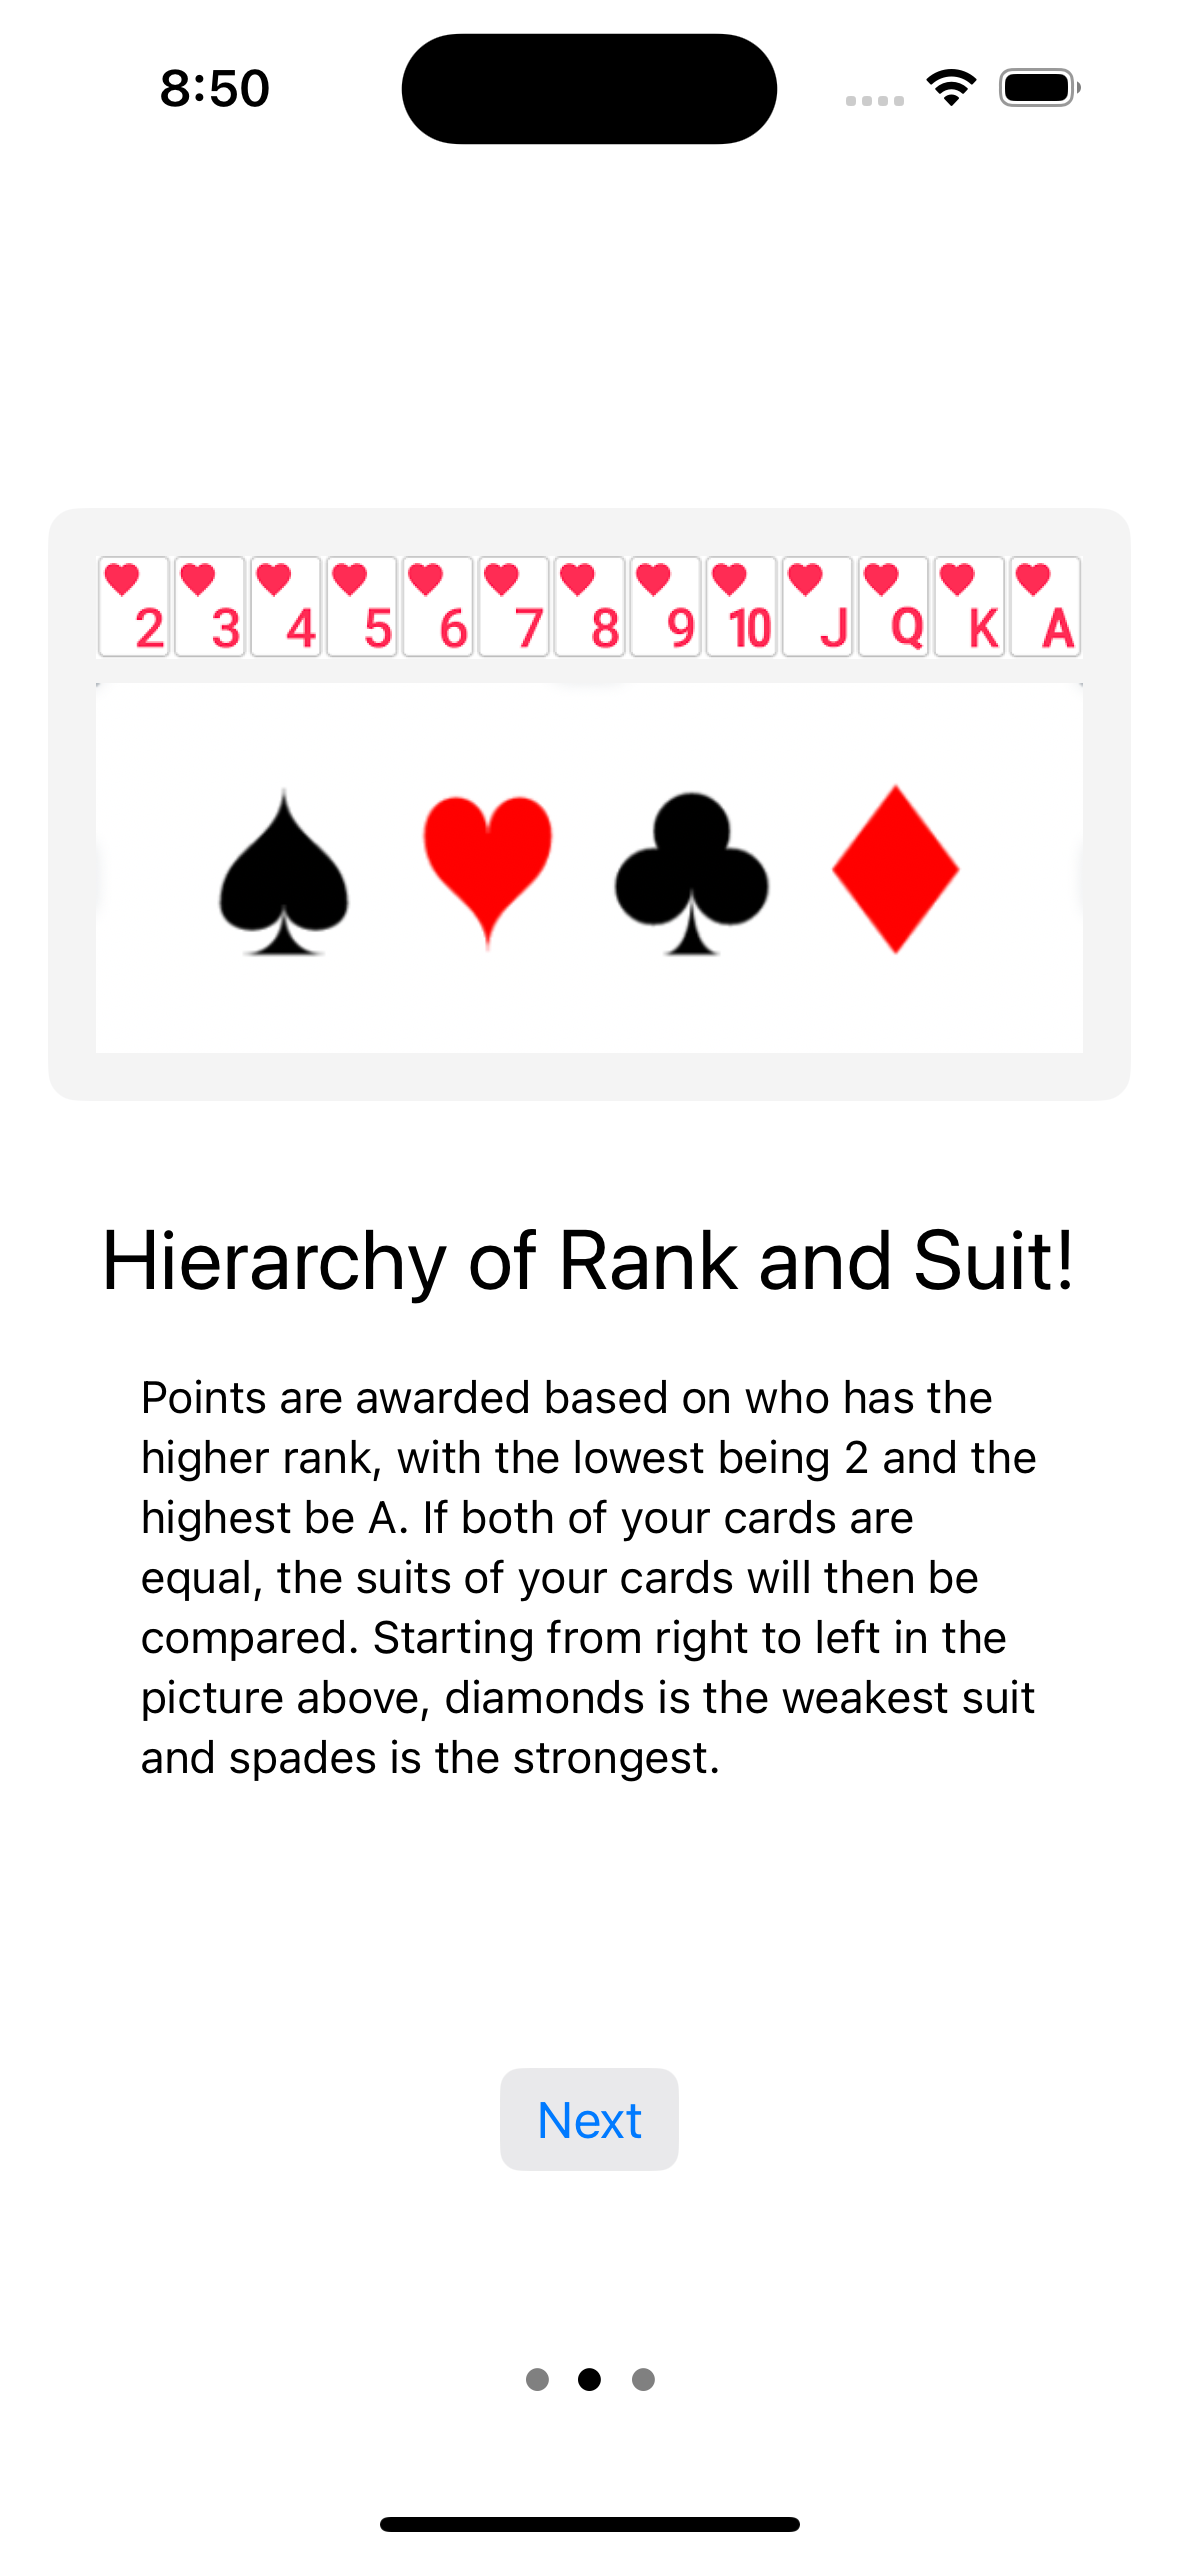 8:50
2 3 4 5 6 7 8 9 10 J Q K A
Hierarchy of Rank and Suit!
Points are awarded based on who has the
higher rank, with the lowest being 2 and the
highest be A. If both of your cards are
equal, the suits of your cards will then be
compared. Starting from right to left in the
picture above, diamonds is the weakest suit
and spades is the strongest.
Next